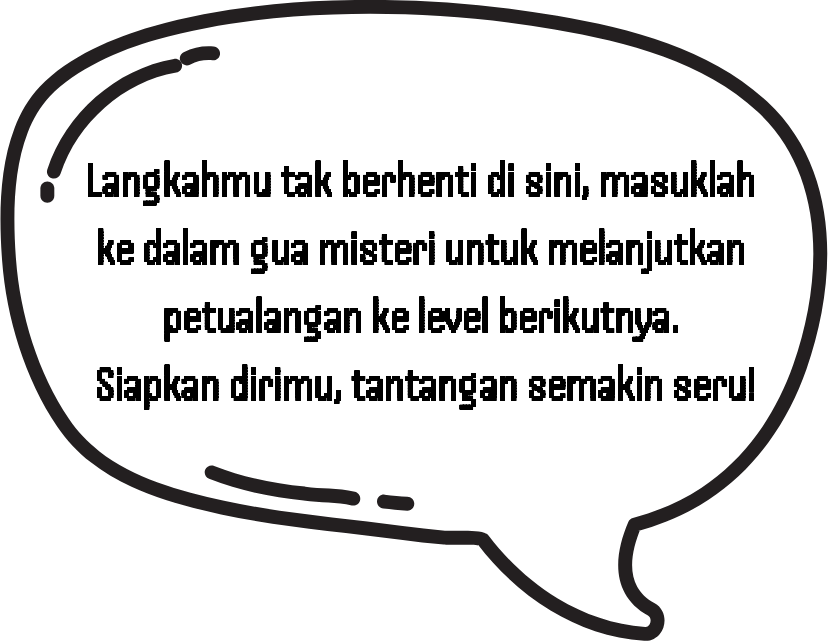 Langkahmu tak berhenti di sini, masuklah
ke dalam gua misteri untuk melanjutkan
petualangan ke level berikutnya.
Siapkan dirimu, tantangan semakin seru!